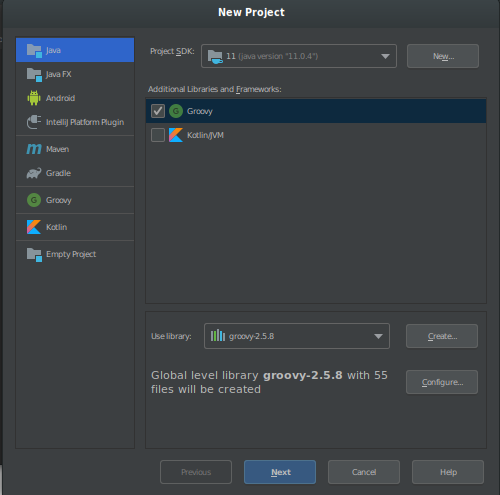 New Project
Java
Java FX
Android
IntelliJ Platform Plugin
Maven
Gradle
Groovy
Kotlin
Empty Project
Project SDK:
11 (java version "11.0.4")
New...
Additional Libraries and Frameworks:
Groovy
Kotlin/JVM
Use library:
groovy-2.5.8
Create...
Global level library groovy-2.5.8 with 55
files will be created
Configure...
Previous
Next
Cancel
Help